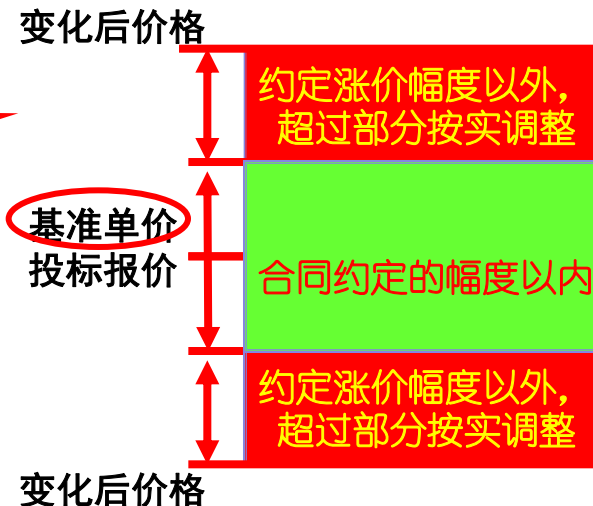 变化后价格
约定涨价幅度以外，
超过部分按实调整
基准单价
投标报价
合同约定的幅度以内
约定涨价幅度以外，
超过部分按实调整
变化后价格